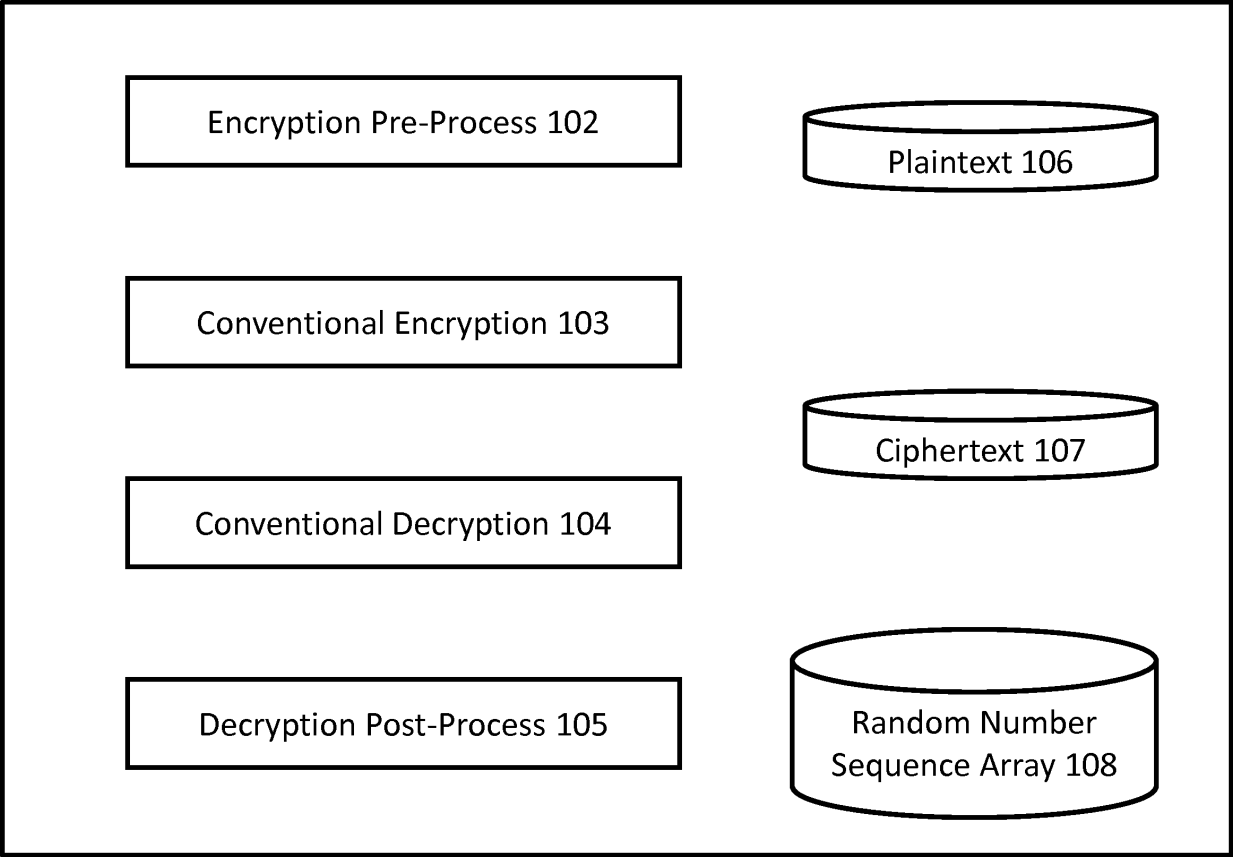 Encryption Pre-Process 102
Plaintext 106
Conventional Encryption 103
Ciphertext 107
Conventional Decryption 104
Decryption Post-Process 105
Random Number
Sequence Array 108